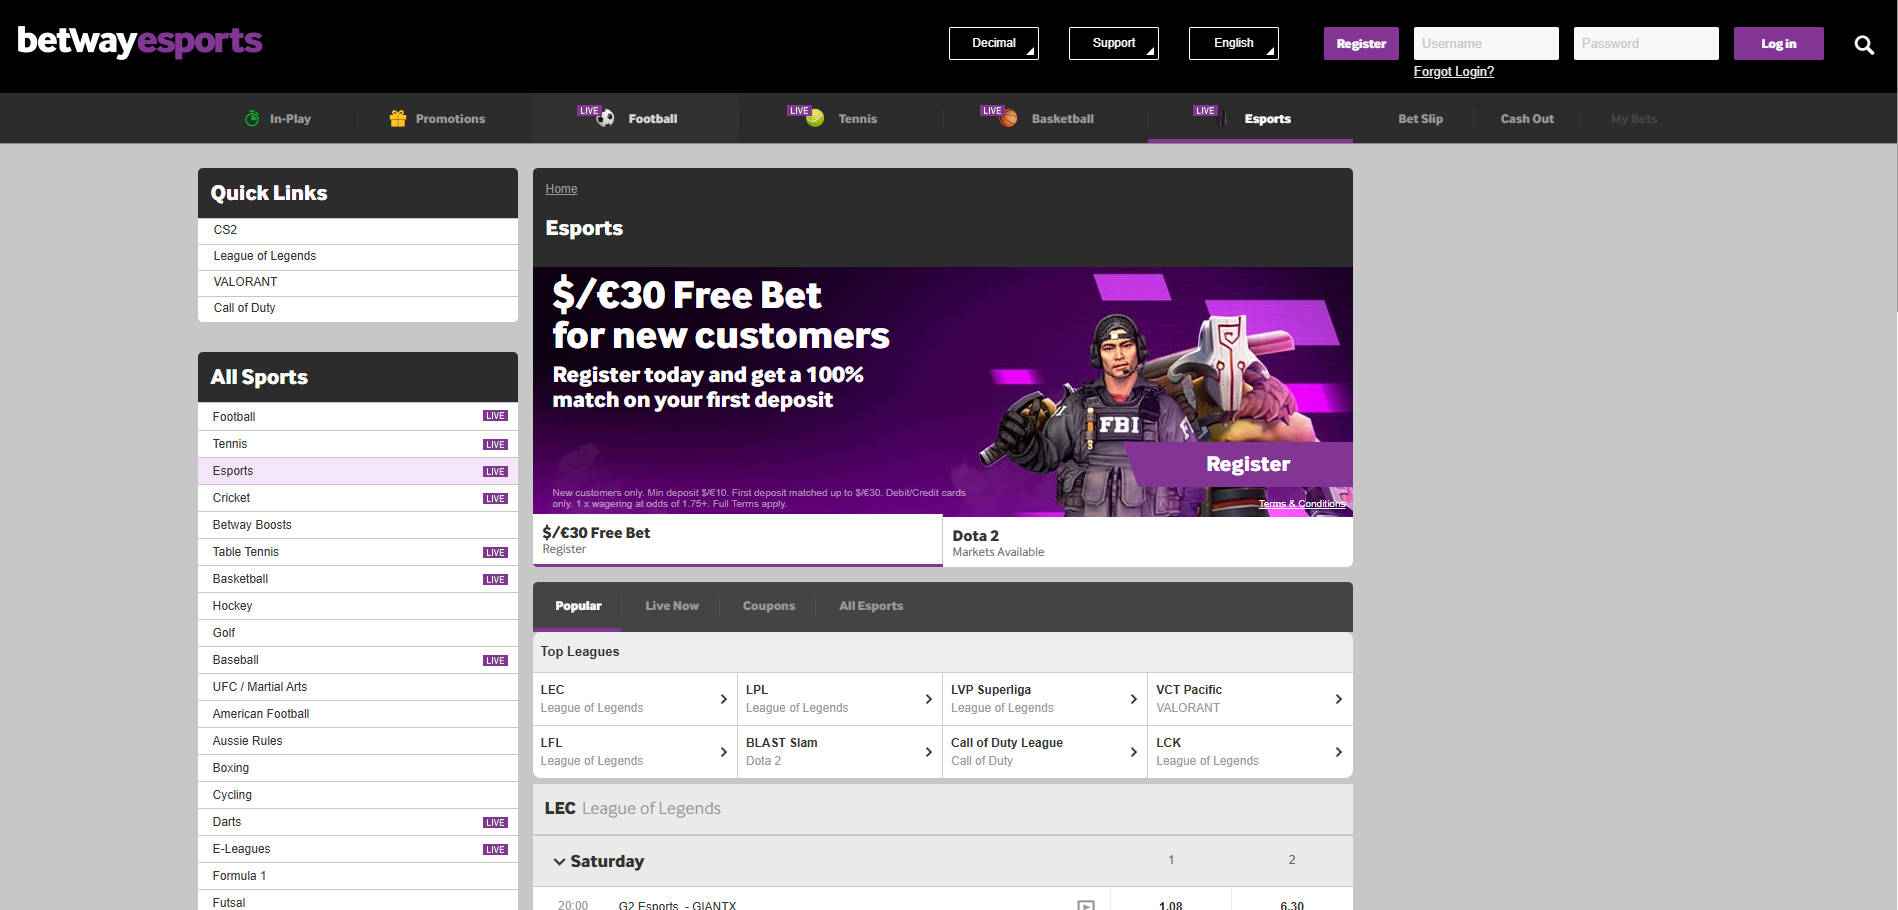 betwayesports
Decimal
Support
English
Register
Username
Password
Log in
Forgot Login?
In-Play
Promotions
LIVE
Football
LIVE
Tennis
LIVE
Basketball
LIVE
Esports
Bet Slip
Cash Out
My Bets
Quick Links
CS2
League of Legends
VALORANT
Call of Duty
All Sports
Football LIVE
Tennis LIVE
Esports LIVE
Cricket LIVE
Betway Boosts
Table Tennis LIVE
Basketball LIVE
Hockey
Golf
Baseball LIVE
UFC / Martial Arts
American Football
Aussie Rules
Boxing
Cycling
Darts LIVE
E-Leagues LIVE
Formula 1
Futsal
Home
Esports
$/€30 Free Bet
for new customers
Register today and get a 100%
match on your first deposit
FBI
Register
New customers only. Min deposit $/€10. First deposit matched up to $/€30. Debit/Credit cards
only. 1 x wagering at odds of 1.75+. Full Terms apply.
Terms & Conditions
$/€30 Free Bet
Register
Dota 2
Markets Available
Popular
Live Now
Coupons
All Esports
Top Leagues
LEC
League of Legends
LPL
League of Legends
LVP Superliga
League of Legends
VCT Pacific
VALORANT
LFL
League of Legends
BLAST Slam
Dota 2
Call of Duty League
Call of Duty
LCK
League of Legends
LEC League of Legends
Saturday 1 2
20:00 G2 Esports - GIANTX 1.08 6.30